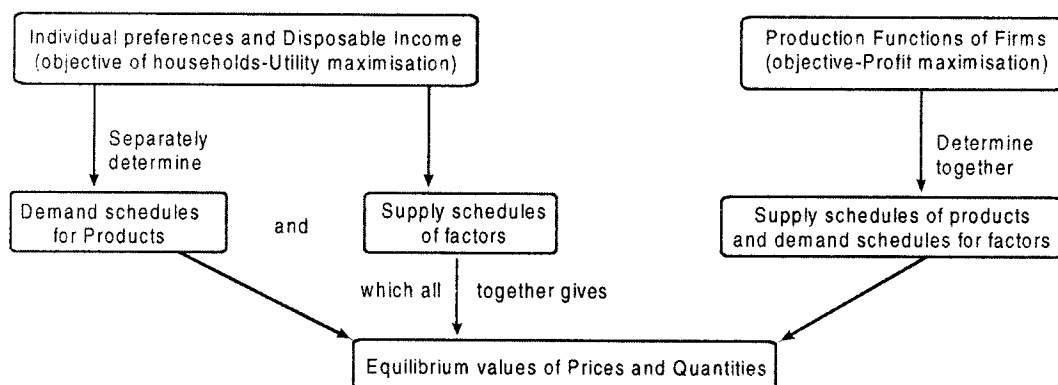 Individual preferences and Disposable Income
(objective of households-Utility maximisation)
Production Functions of Firms
(objective-Profit maximisation)
Separately
determine
Determine
together
Demand schedules
for Products
and
Supply schedules
of factors
Supply schedules of products
and demand schedules for factors
which all together gives
Equilibrium values of Prices and Quantities